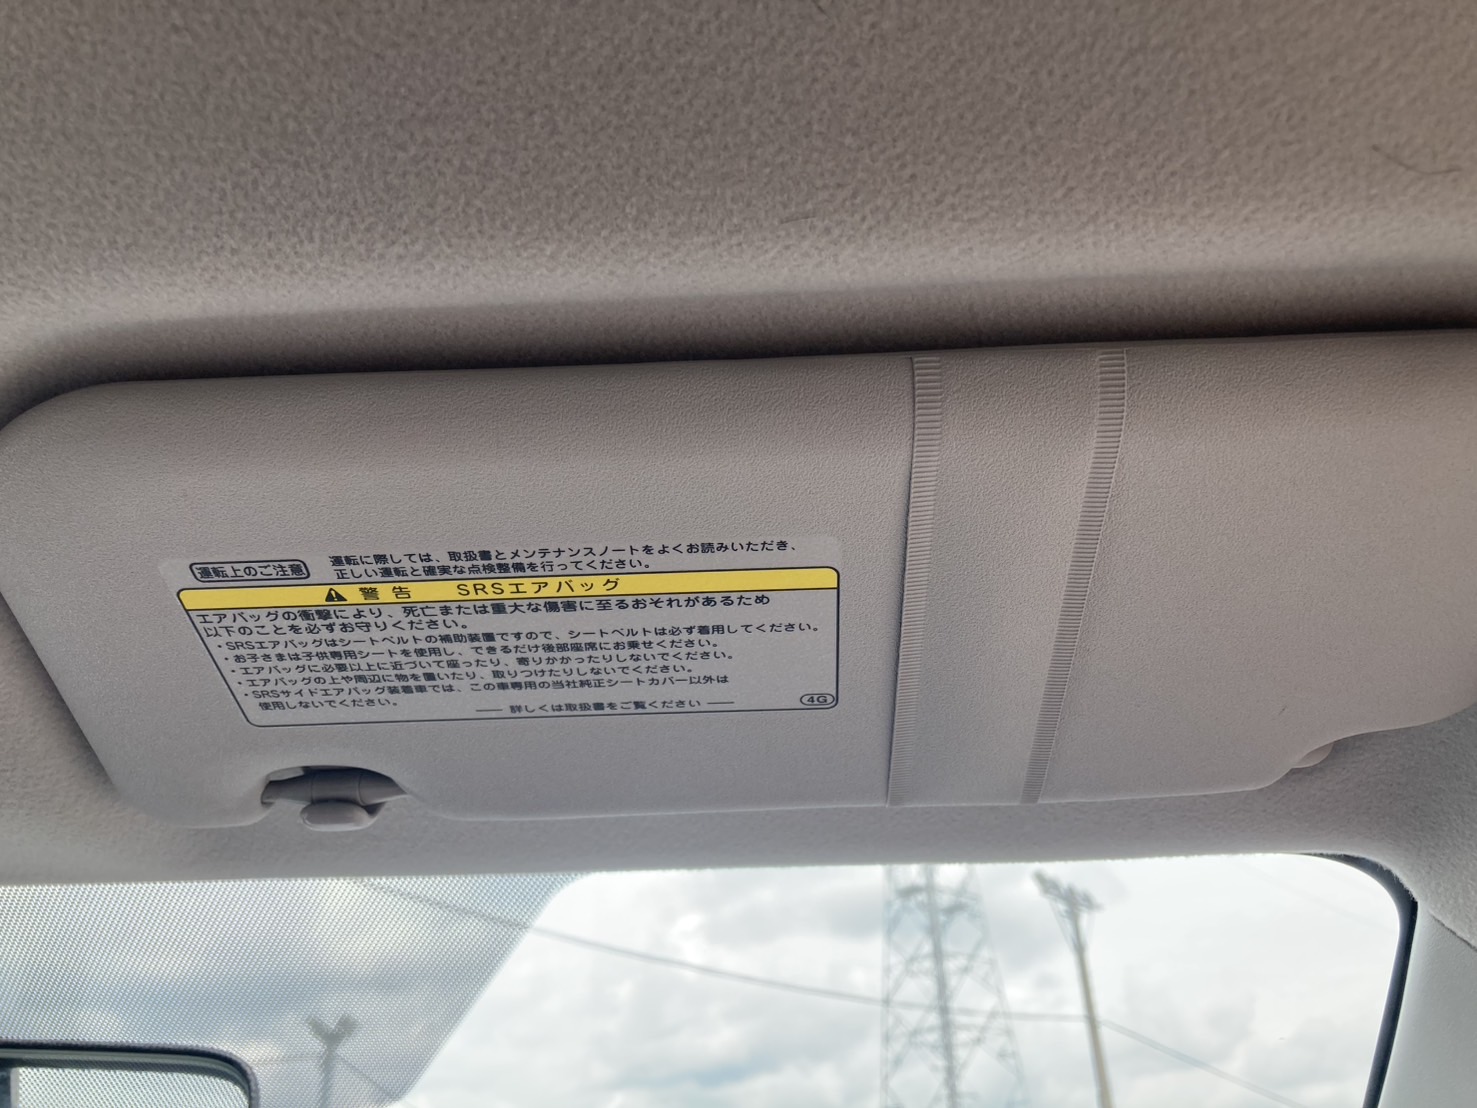 運転上のご注意
運転に際しては、取扱書とメンテナンスノートをよくお読みいただき、
正しい運転と確実な点検整備を行ってください。
警告 SRSエアバッグ
エアバッグの衝撃により、死亡または重大な傷害に至るおそれがあるため
以下のことを必ずお守りください。
・SRSエアバッグはシートベルトの補助装置ですので、シートベルトは必ず着用してください。
・お子さまは子供専用シートを使用し、できるだけ後部座席にお乗せください。
・エアバッグに必要以上に近づいて座ったり、寄りかかったりしないでください。
・エアバッグの上や周辺に物を置いたり、取りつけたりしないでください。
・SRSサイドエアバッグ装着車では、この車専用の当社純正シートカバー以外は
使用しないでください。
詳しくは取扱書をご覧ください
4G